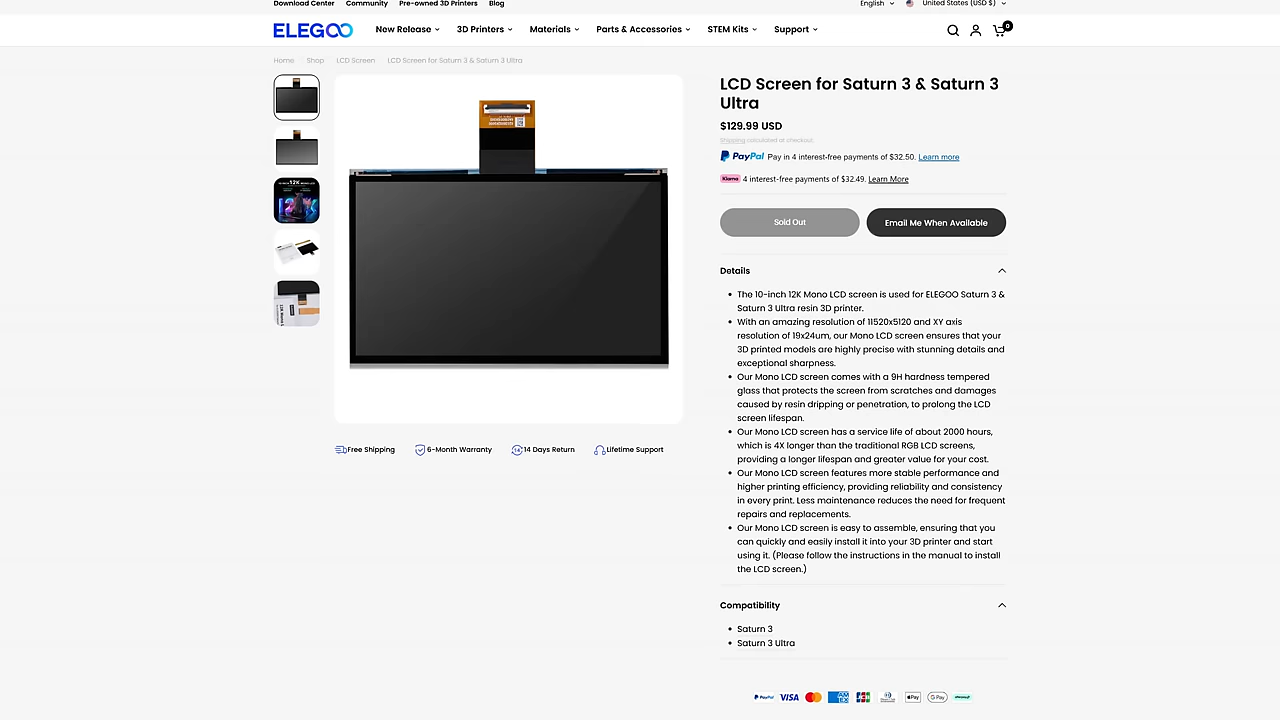 Download Center Community Pre-owned 3D Printers Blog English United States (USD $)
ELEGOO New Release 3D Printers Materials Parts & Accessories STEM Kits Support 0
Home Shop LCD Screen LCD Screen for Saturn 3 & Saturn 3 Ultra
LCD Screen for Saturn 3 & Saturn 3
Ultra
$129.99 USD
Shipping calculated at checkout
PayPal Pay in 4 interest-free payments of $32.50. Learn more
Klarna 4 interest-free payments of $32.49. Learn More
Sold Out Email Me When Available
Free Shipping 6-Month Warranty 14 Days Return Lifetime Support
Details
• The 10-inch 12K Mono LCD screen is used for ELEGOO Saturn 3 &
Saturn 3 Ultra resin 3D printer.
• With an amazing resolution of 11520x5120 and XY axis
resolution of 19x24um, our Mono LCD screen ensures that your
3D printed models are highly precise with stunning details and
exceptional sharpness.
• Our Mono LCD screen comes with a 9H hardness tempered
glass that protects the screen from scratches and damages
caused by resin dripping or penetration, to prolong the LCD
screen lifespan.
• Our Mono LCD screen has a service life of about 2000 hours,
which is 4X longer than the traditional RGB LCD screens,
providing a longer lifespan and greater value for your cost.
• Our Mono LCD screen features more stable performance and
higher printing efficiency, providing reliability and consistency
in every print. Less maintenance reduces the need for frequent
repairs and replacements.
• Our Mono LCD screen is easy to assemble, ensuring that you
can quickly and easily install it into your 3D printer and start
using it. (Please follow the instructions in the manual to install
the LCD screen.)
Compatibility
• Saturn 3
• Saturn 3 Ultra
PayPal VISA AM EX JCB Pay G Pay